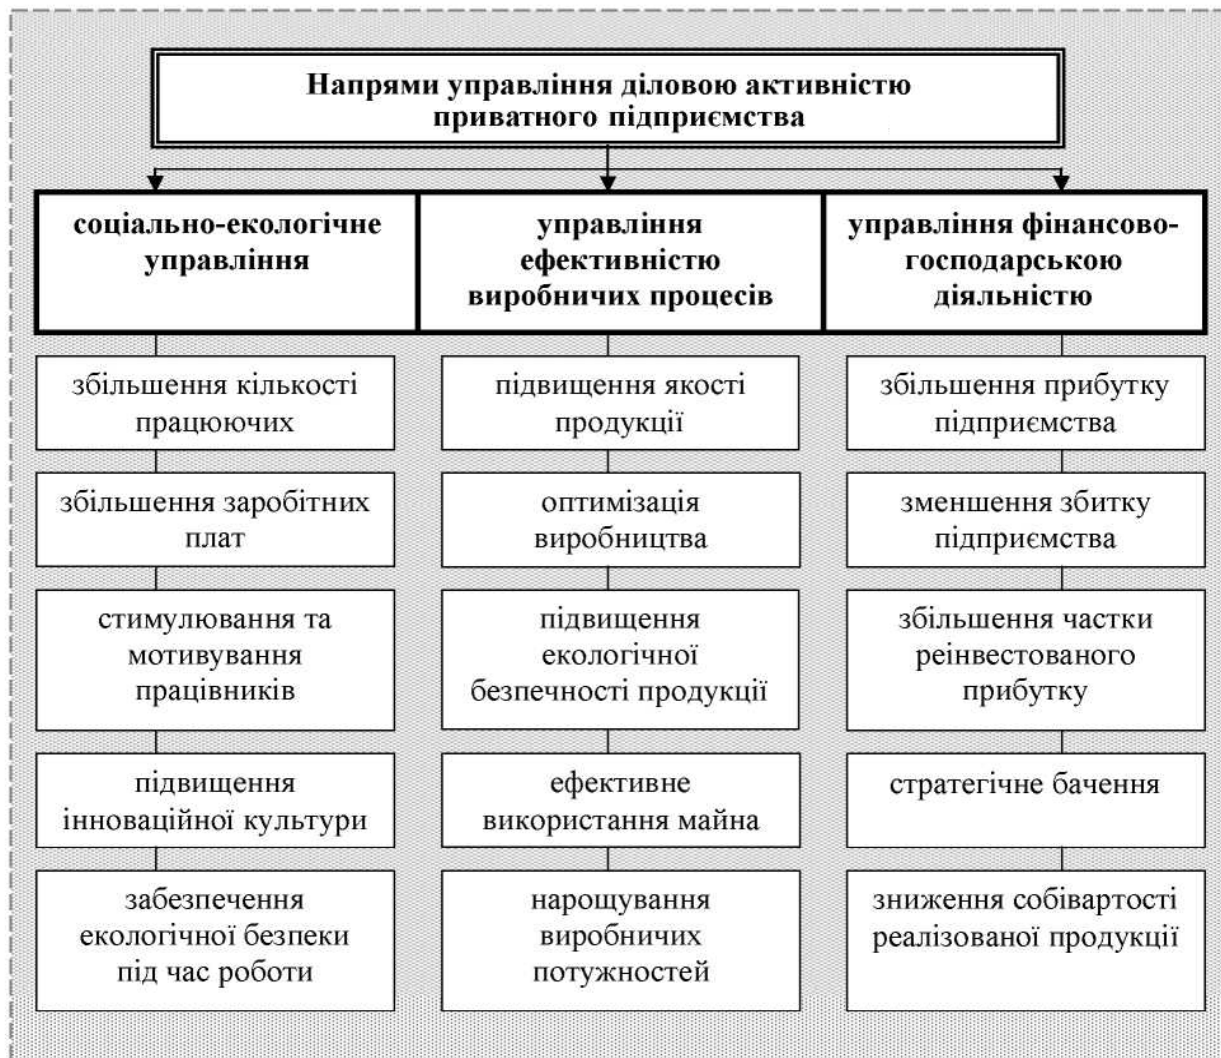 Напрями управління діловою активністю
приватного підприємства
соціально-екологічне
управління
управління
ефективністю
виробничих процесів
управління фінансово-
господарською
діяльністю
збільшення кількості
працюючих
збільшення заробітних
плат
стимулювання та
мотивування
працівників
підвищення
інноваційної культури
забезпечення
екологічної безпеки
під час роботи
підвищення якості
продукції
оптимізація
виробництва
підвищення
екологічної
безпечності продукції
ефективне
використання майна
нарощування
виробничих
потужностей
збільшення прибутку
підприємства
зменшення збитку
підприємства
збільшення частки
реінвестованого
прибутку
стратегічне бачення
зниження собівартості
реалізованої продукції